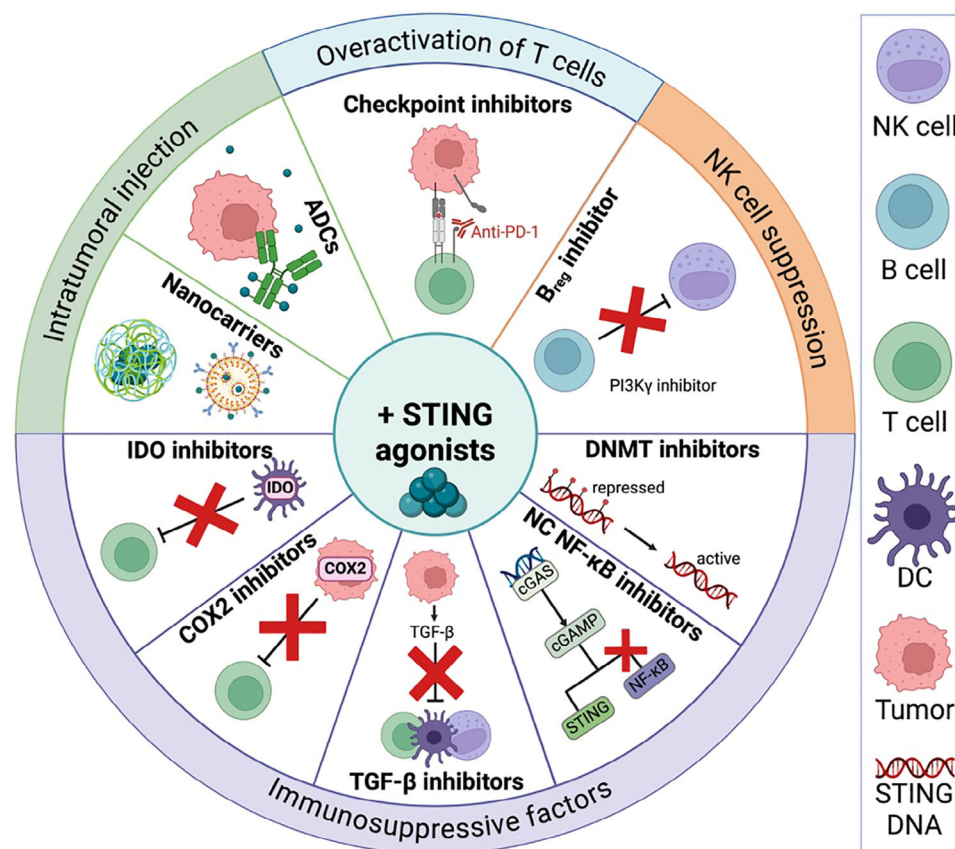 Overactivation of T cells
Checkpoint inhibitors
Anti-PD-1
NK cell suppression
B_reg inhibitor
PI3Kγ inhibitor
Intratumoral injection
ADCs
Nanocarriers
+ STING
agonists
IDO inhibitors
IDO
COX2 inhibitors
COX2
TGF-β
TGF-β inhibitors
DNMT inhibitors
repressed
active
NC NF-κB inhibitors
cGAS
cGAMP
NF-κB
STING
Immunosuppressive factors
NK cell
B cell
T cell
DC
Tumor
STING
DNA